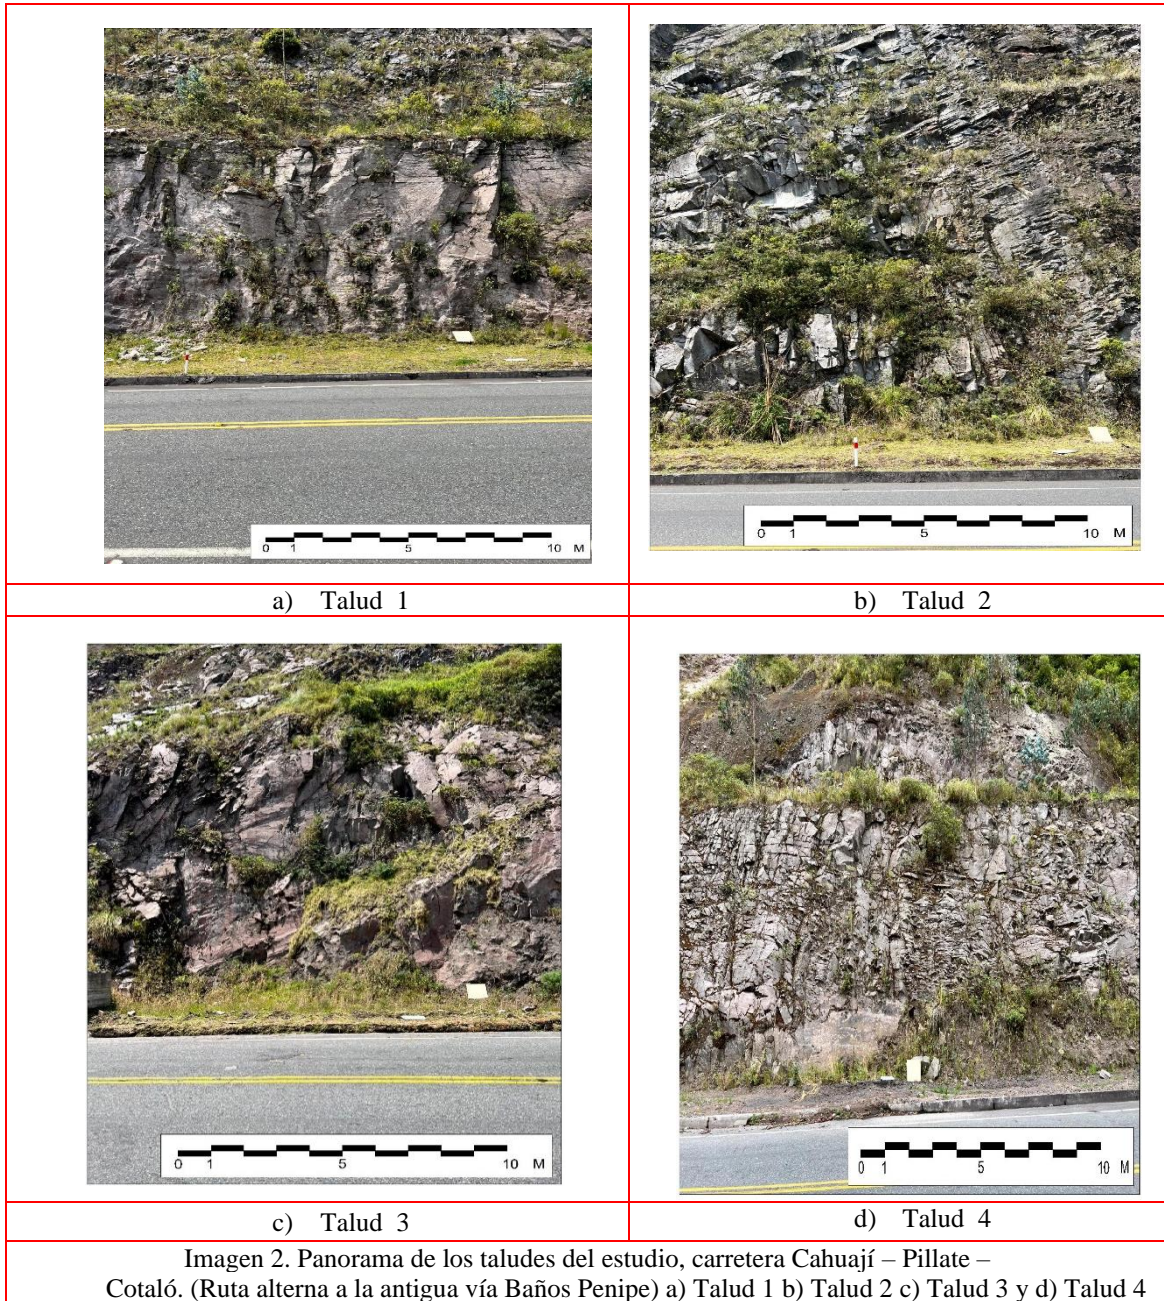 0 1 5 10 M
0 1 5 10 M
a) Talud 1
b) Talud 2
0 1 5 10 M
0 1 5 10 M
c) Talud 3
d) Talud 4
Imagen 2. Panorama de los taludes del estudio, carretera Cahuají – Pillate –
Cotaló. (Ruta alterna a la antigua vía Baños Penipe) a) Talud 1 b) Talud 2 c) Talud 3 y d) Talud 4